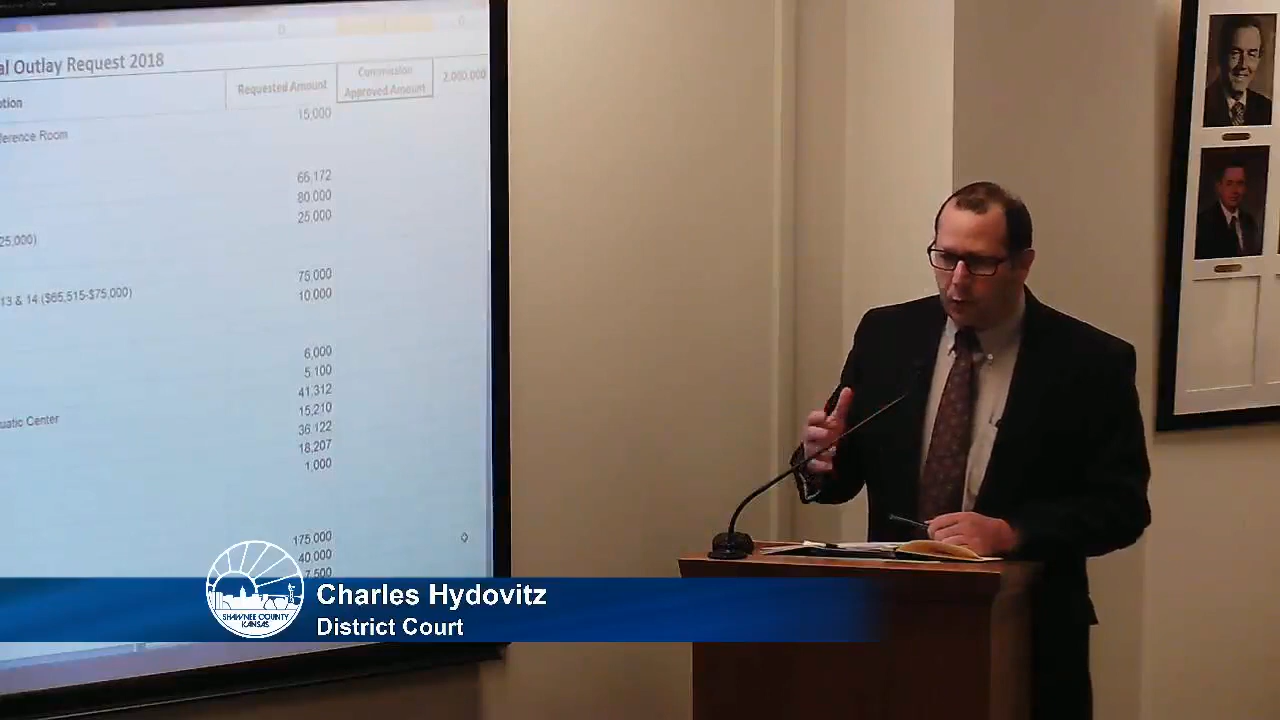 al Outlay Request 2018
ption
Requested Amount
Commission
Approved Amount
2,000,000
15,000
ference Room
66,172
80,000
25,000
25,000)
75,000
13 & 14 ($65,515-$75,000)
10,000
6,000
5,100
41,312
15,210
uatic Center
36,122
18,207
1,000
175,000
40,000
7,500
SHAWNEE COUNTY
KANSAS
Charles Hydovitz
District Court